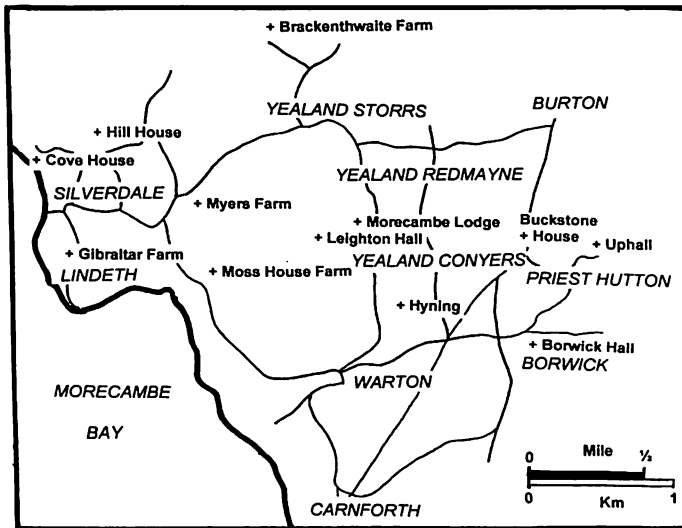 + Brackenthwaite Farm
YEALAND STORRS
BURTON
+ Hill House
+ Cove House
YEALAND REDMAYNE
SILVERDALE
+ Myers Farm
+ Morecambe Lodge
Buckstone
+ House
+ Uphall
+ Leighton Hall
+ Gibraltar Farm
YEALAND CONYERS
LINDETH
+ Moss House Farm
PRIEST HUTTON
+ Hyning
+ Borwick Hall
BORWICK
WARTON
MORECAMBE
BAY
0 Mile ½
0 Km 1
CARNFORTH